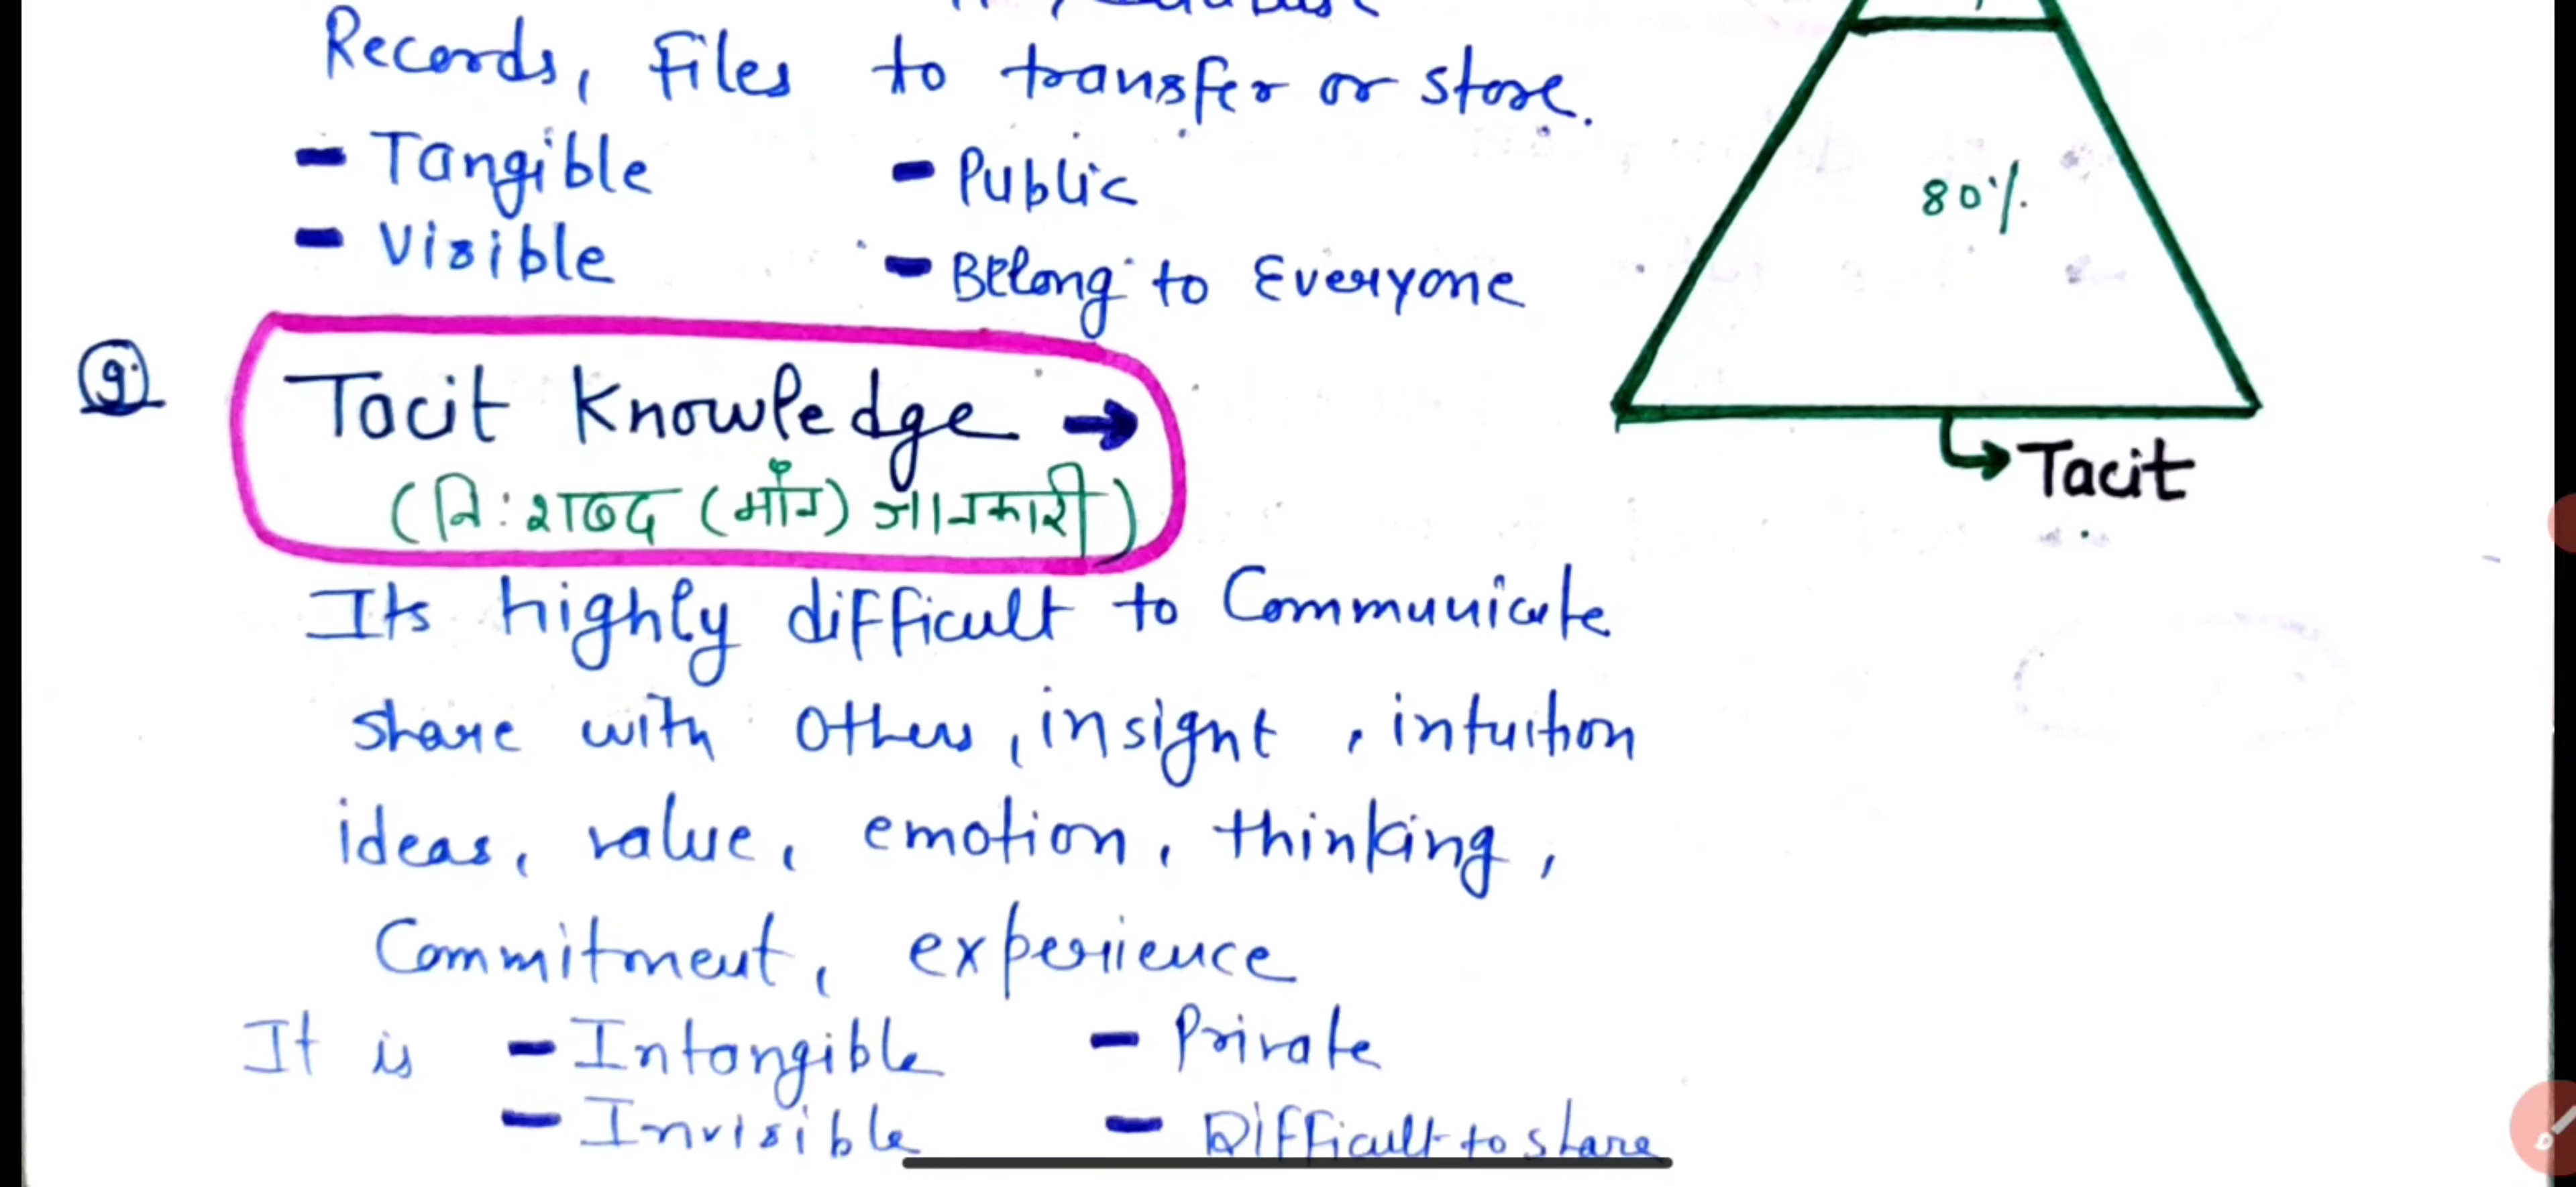 Records, Files to transfer or store.
- Tangible - Public
- Visible - Belong to Everyone
80%
9. Tacit Knowledge →
(नि:शब्द (मौन) जानकारी)
Tacit
Its highly difficult to Communicate
share with others, insight, intuition
ideas, value, emotion, thinking,
Commitment, experience
It is - Intangible - Private
- Invisible - Difficult to share